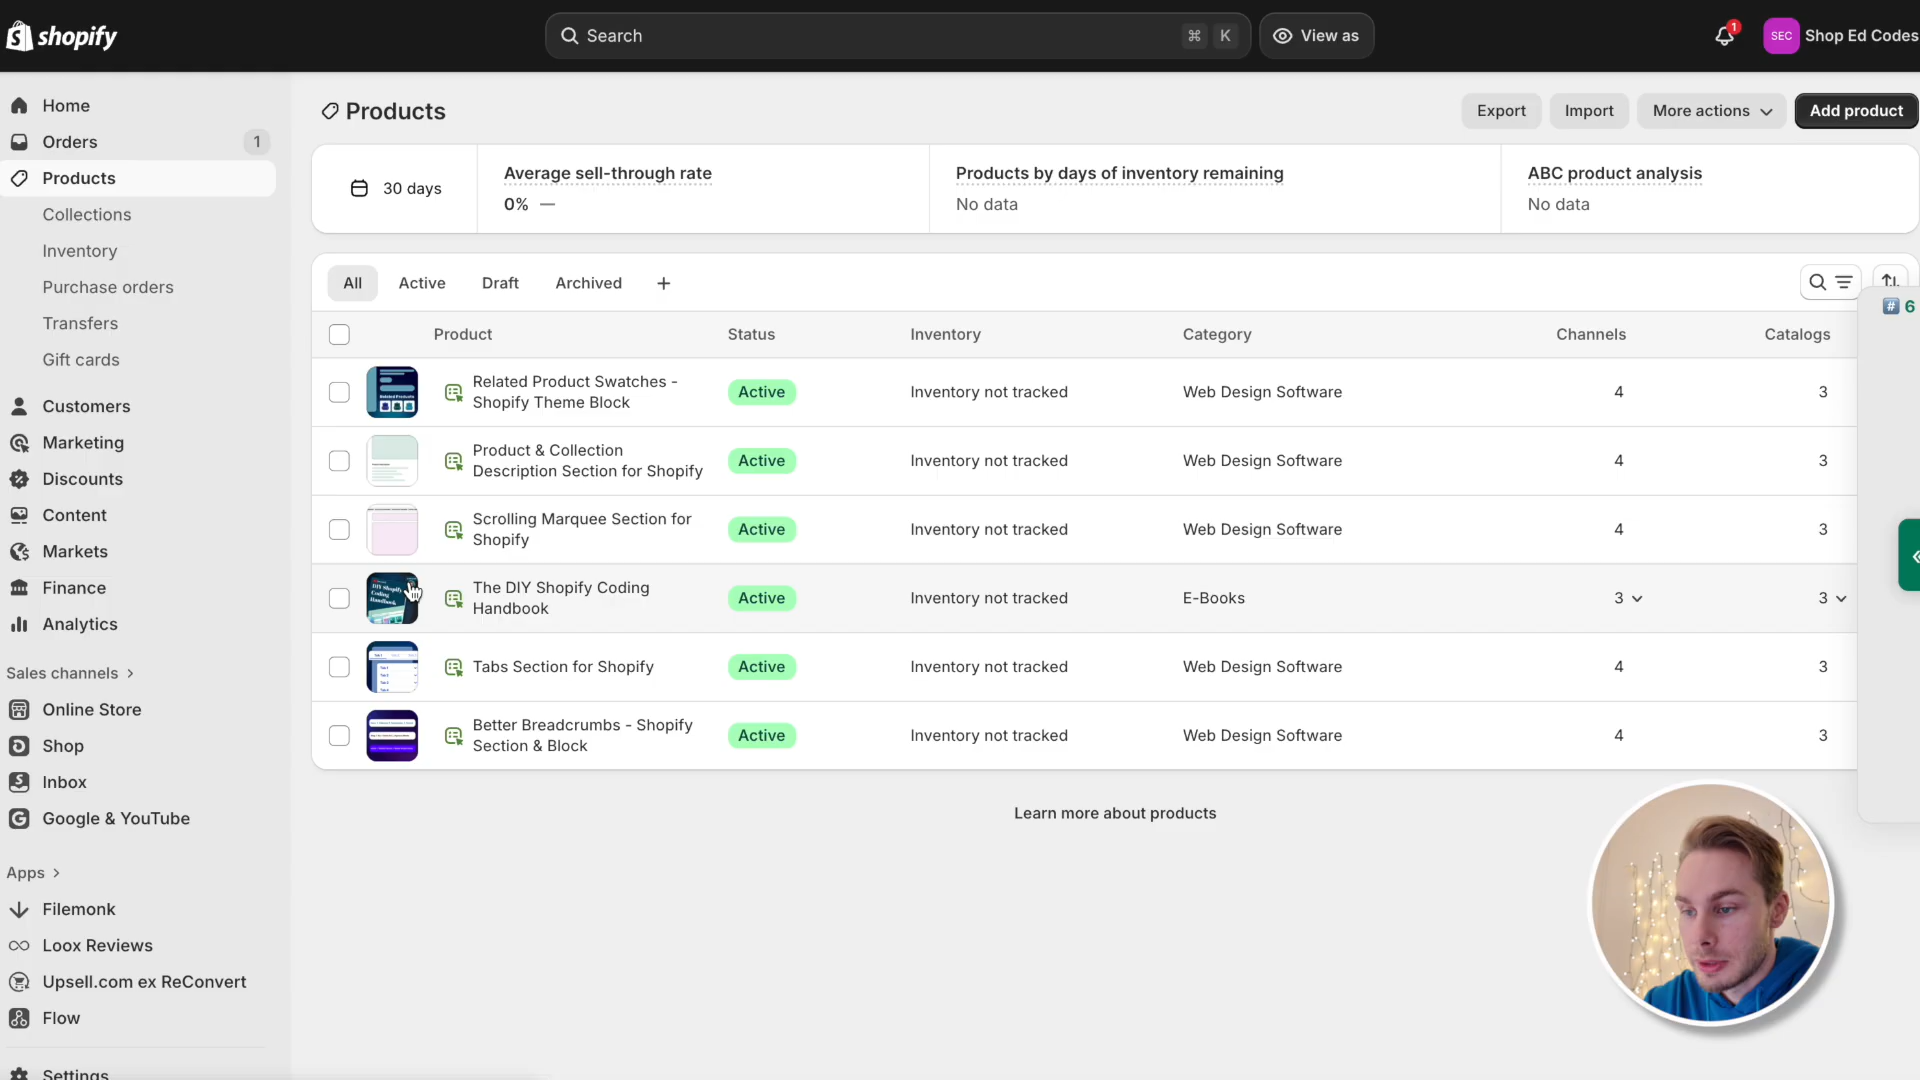 shopify
Search
⌘ K
View as
1
SEC
Shop Ed Codes
Home
Orders
1
Products
Collections
Inventory
Purchase orders
Transfers
Gift cards
Customers
Marketing
Discounts
Content
Markets
Finance
Analytics
Sales channels
Online Store
Shop
Inbox
Google & YouTube
Apps
Filemonk
Loox Reviews
Upsell.com ex ReConvert
Flow
Settings
Products
Export
Import
More actions
Add product
30 days
Average sell-through rate
0% —
Products by days of inventory remaining
No data
ABC product analysis
No data
All
Active
Draft
Archived
+
# 6
Product
Status
Inventory
Category
Channels
Catalogs
Related Products
Related Product Swatches -
Shopify Theme Block
Active
Inventory not tracked
Web Design Software
4
3
Product & Collection
Description Section for Shopify
Active
Inventory not tracked
Web Design Software
4
3
Scrolling Marquee Section for
Shopify
Active
Inventory not tracked
Web Design Software
4
3
DIY Shopify
Coding
Handbook
The DIY Shopify Coding
Handbook
Active
Inventory not tracked
E-Books
3
3
Tabs Section for Shopify
Active
Inventory not tracked
Web Design Software
4
3
Better Breadcrumbs - Shopify
Section & Block
Active
Inventory not tracked
Web Design Software
4
3
Learn more about products